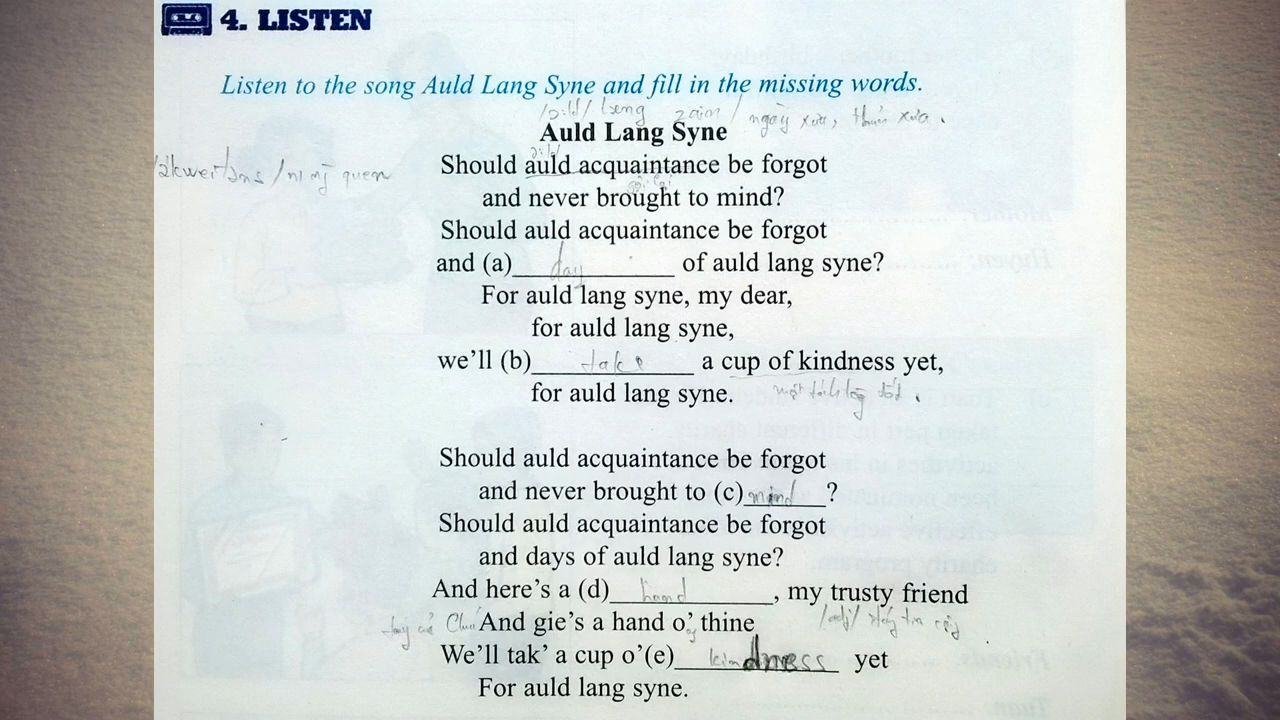 4. LISTEN
Listen to the song Auld Lang Syne and fill in the missing words.
ngày xưa, thuở xưa.
Auld Lang Syne
Should auld acquaintance be forgot
and never brought to mind?
Should auld acquaintance be forgot
and (a) day of auld lang syne?
For auld lang syne, my dear,
for auld lang syne,
we'll (b) take a cup of kindness yet,
for auld lang syne.
Should auld acquaintance be forgot
and never brought to (c) mind ?
Should auld acquaintance be forgot
and days of auld lang syne?
And here's a (d) hand , my trusty friend
And gie's a hand o' thine
We'll tak' a cup o'(e) kindness yet
For auld lang syne.